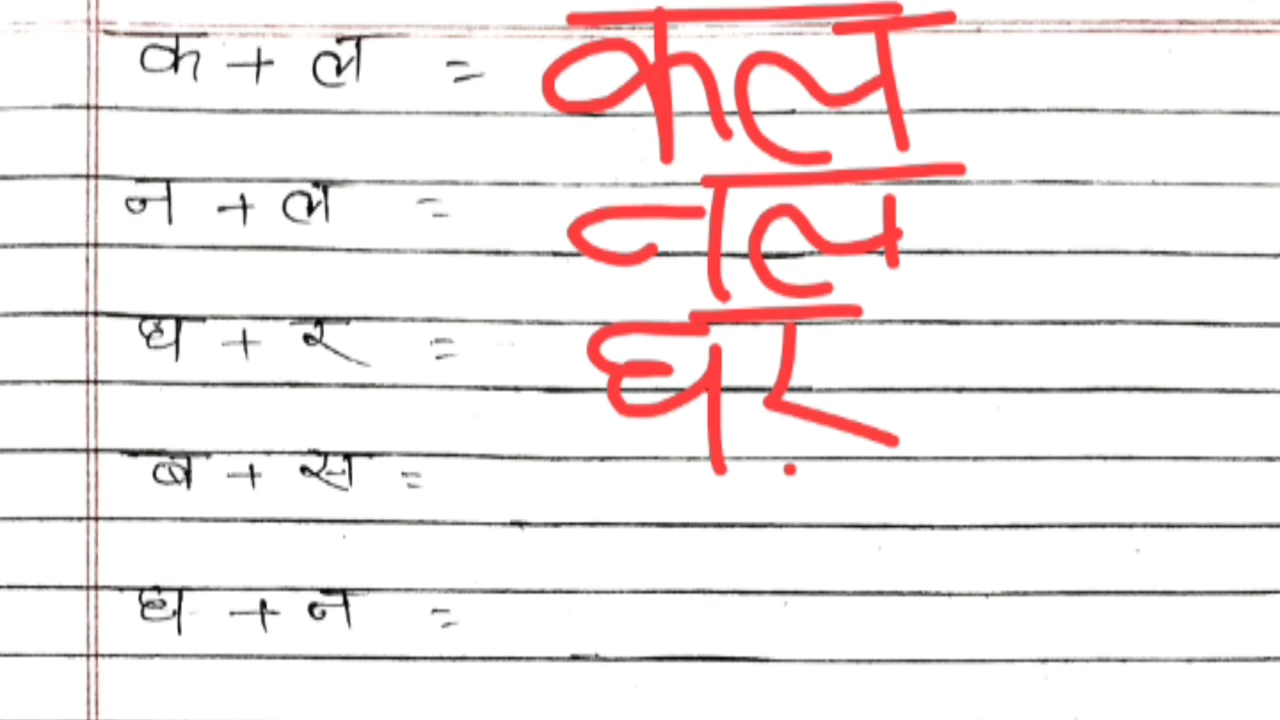 क + ल = कल
न + ल = नल
घ + र = घर
ब + स =
ध + न =